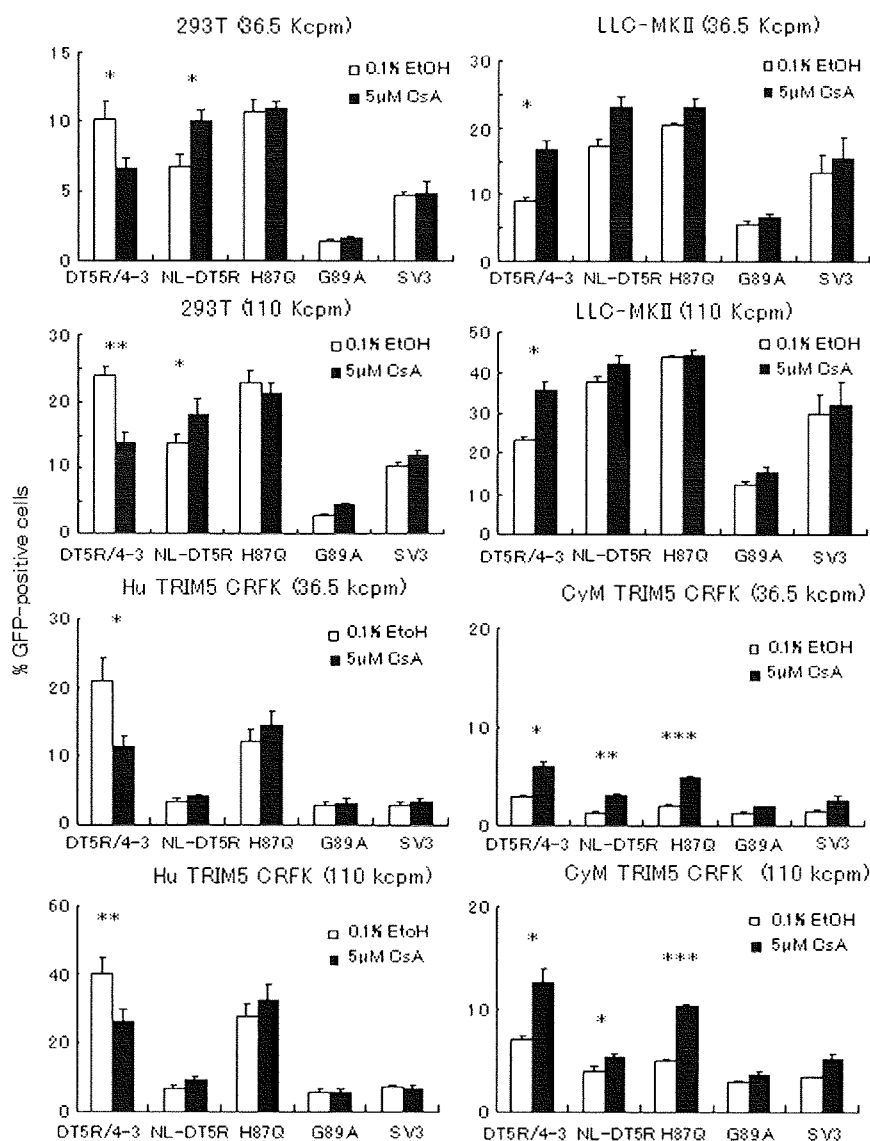 293T (36.5 Kcpm)
15
10
5
0
*
*
0.1% EtOH
5μM CsA
DT5R/4-3 NL-DT5R H87Q G89A SV3
LLC-MKII (36.5 Kcpm)
30
20
10
0
*
0.1% EtOH
5μM CsA
DT5R/4-3 NL-DT5R H87Q G89A SV3
293T (110 Kcpm)
30
20
10
0
**
*
0.1% EtOH
5μM CsA
DT5R/4-3 NL-DT5R H87Q G89A SV3
LLC-MKII (110 Kcpm)
50
40
30
20
10
0
*
0.1% EtOH
5μM CsA
DT5R/4-3 NL-DT5R H87Q G89A SV3
% GFP-positive cells
Hu TRIM5 CRFK (36.5 kcpm)
30
20
10
0
*
0.1% EtoH
5μM CsA
DT5R/4-3 NL-DT5R H87Q G89A SV3
CyM TRIM5 CRFK (36.5 kcpm)
20
10
0
*
**
***
0.1% EtOH
5μM CsA
DT5R/4-3 NL-DT5R H87Q G89A SV3
Hu TRIM5 CRFK (110 kcpm)
60
40
20
0
**
0.1% EtoH
5μM CsA
DT5R/4-3 NL-DT5R H87Q G89A SV3
CyM TRIM5 CRFK (110 kcpm)
20
10
0
*
*
***
0.1% EtOH
5μM CsA
DT5R/4-3 NL-DT5R H87Q G89A SV3